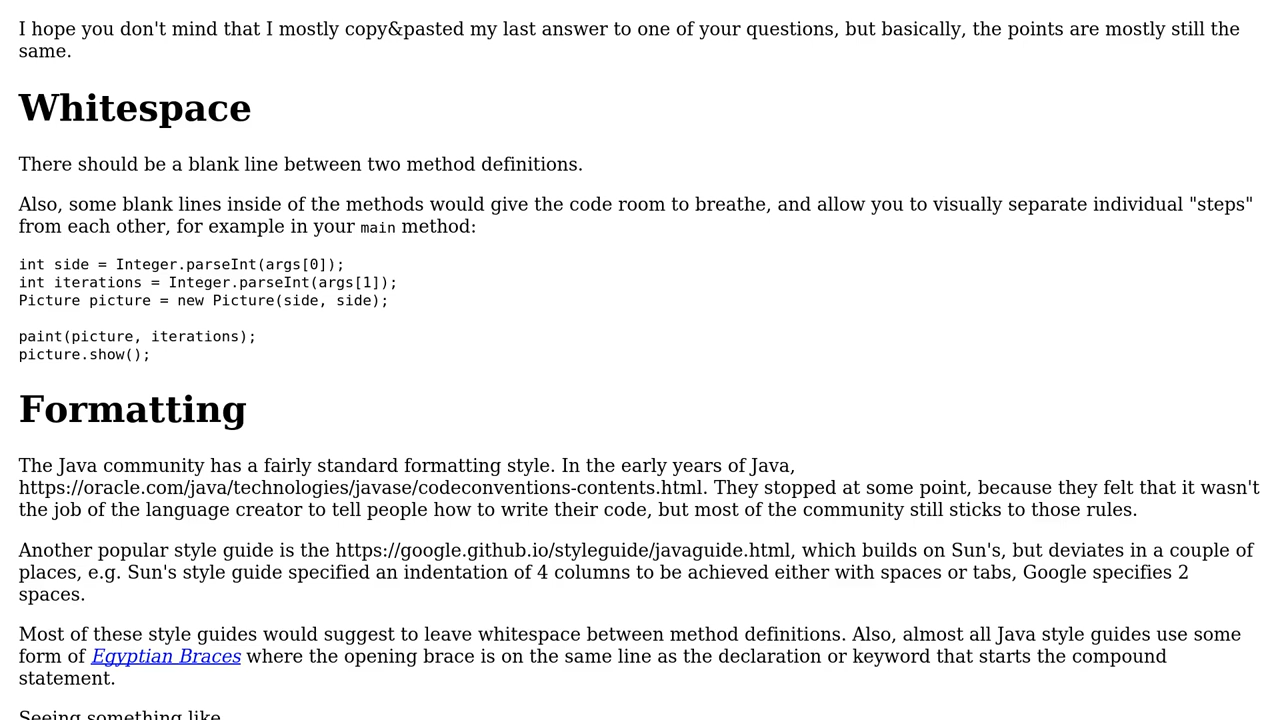 I hope you don't mind that I mostly copy&pasted my last answer to one of your questions, but basically, the points are mostly still the
same.
Whitespace
There should be a blank line between two method definitions.
Also, some blank lines inside of the methods would give the code room to breathe, and allow you to visually separate individual "steps"
from each other, for example in your main method:
int side = Integer.parseInt(args[0]);
int iterations = Integer.parseInt(args[1]);
Picture picture = new Picture(side, side);
paint(picture, iterations);
picture.show();
Formatting
The Java community has a fairly standard formatting style. In the early years of Java,
https://oracle.com/java/technologies/javase/codeconventions-contents.html. They stopped at some point, because they felt that it wasn't
the job of the language creator to tell people how to write their code, but most of the community still sticks to those rules.
Another popular style guide is the https://google.github.io/styleguide/javaguide.html, which builds on Sun's, but deviates in a couple of
places, e.g. Sun's style guide specified an indentation of 4 columns to be achieved either with spaces or tabs, Google specifies 2
spaces.
Most of these style guides would suggest to leave whitespace between method definitions. Also, almost all Java style guides use some
form of Egyptian Braces where the opening brace is on the same line as the declaration or keyword that starts the compound
statement.
Seeing something like